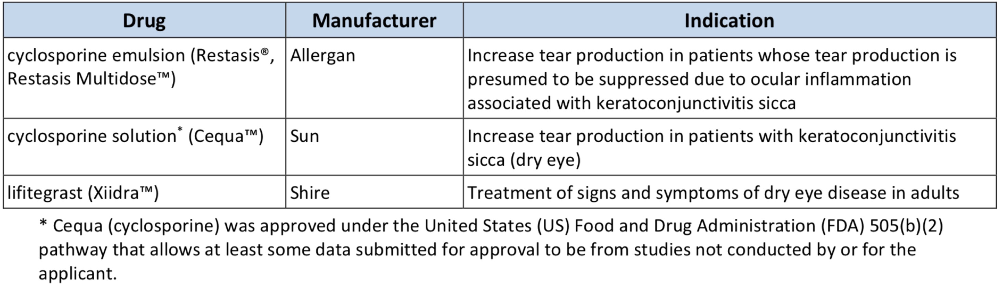 Drug Manufacturer Indication
cyclosporine emulsion (Restasis®, Allergan Increase tear production in patients whose tear production is
Restasis Multidose™) presumed to be suppressed due to ocular inflammation
associated with keratoconjunctivitis sicca
cyclosporine solution* (Cequa™) Sun Increase tear production in patients with keratoconjunctivitis
sicca (dry eye)
lifitegrast (Xiidra™) Shire Treatment of signs and symptoms of dry eye disease in adults
* Cequa (cyclosporine) was approved under the United States (US) Food and Drug Administration (FDA) 505(b)(2)
pathway that allows at least some data submitted for approval to be from studies not conducted by or for the
applicant.